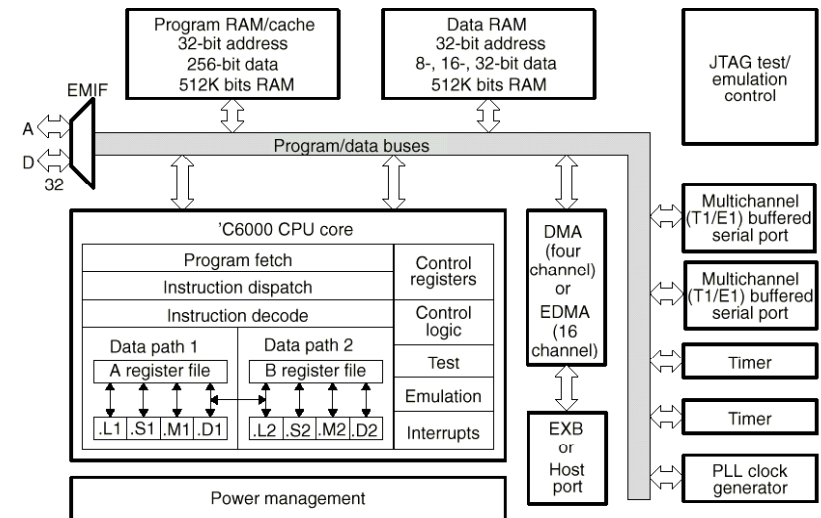 Program RAM/cache
32-bit address
256-bit data
512K bits RAM
Data RAM
32-bit address
8-, 16-, 32-bit data
512K bits RAM
JTAG test/
emulation
control
EMIF
A
D
32
Program/data buses
'C6000 CPU core
Program fetch
Instruction dispatch
Instruction decode
Control
registers
Control
logic
Test
Emulation
Interrupts
Data path 1
A register file
.L1 .S1 .M1 .D1
Data path 2
B register file
.L2 .S2 .M2 .D2
DMA
(four
channel)
or
EDMA
(16
channel)
EXB
or
Host
port
Multichannel
(T1/E1) buffered
serial port
Multichannel
(T1/E1) buffered
serial port
Timer
Timer
PLL clock
generator
Power management